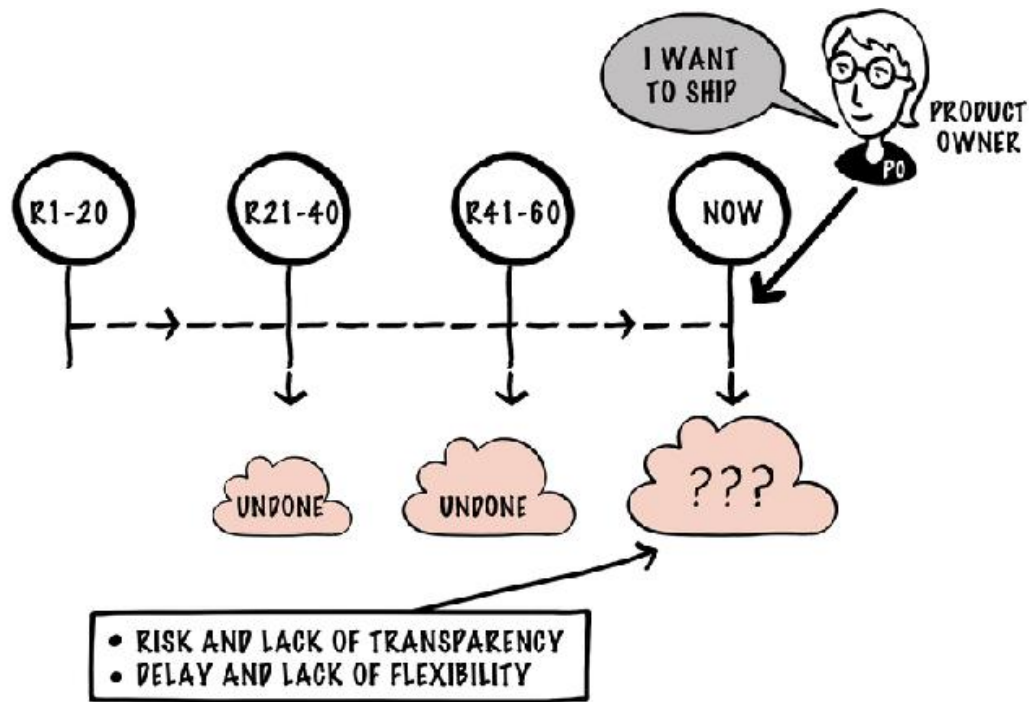 I WANT
TO SHIP
PRODUCT
OWNER
PO
R1-20
R21-40
R41-60
NOW
UNDONE
UNDONE
???
• RISK AND LACK OF TRANSPARENCY
• DELAY AND LACK OF FLEXIBILITY